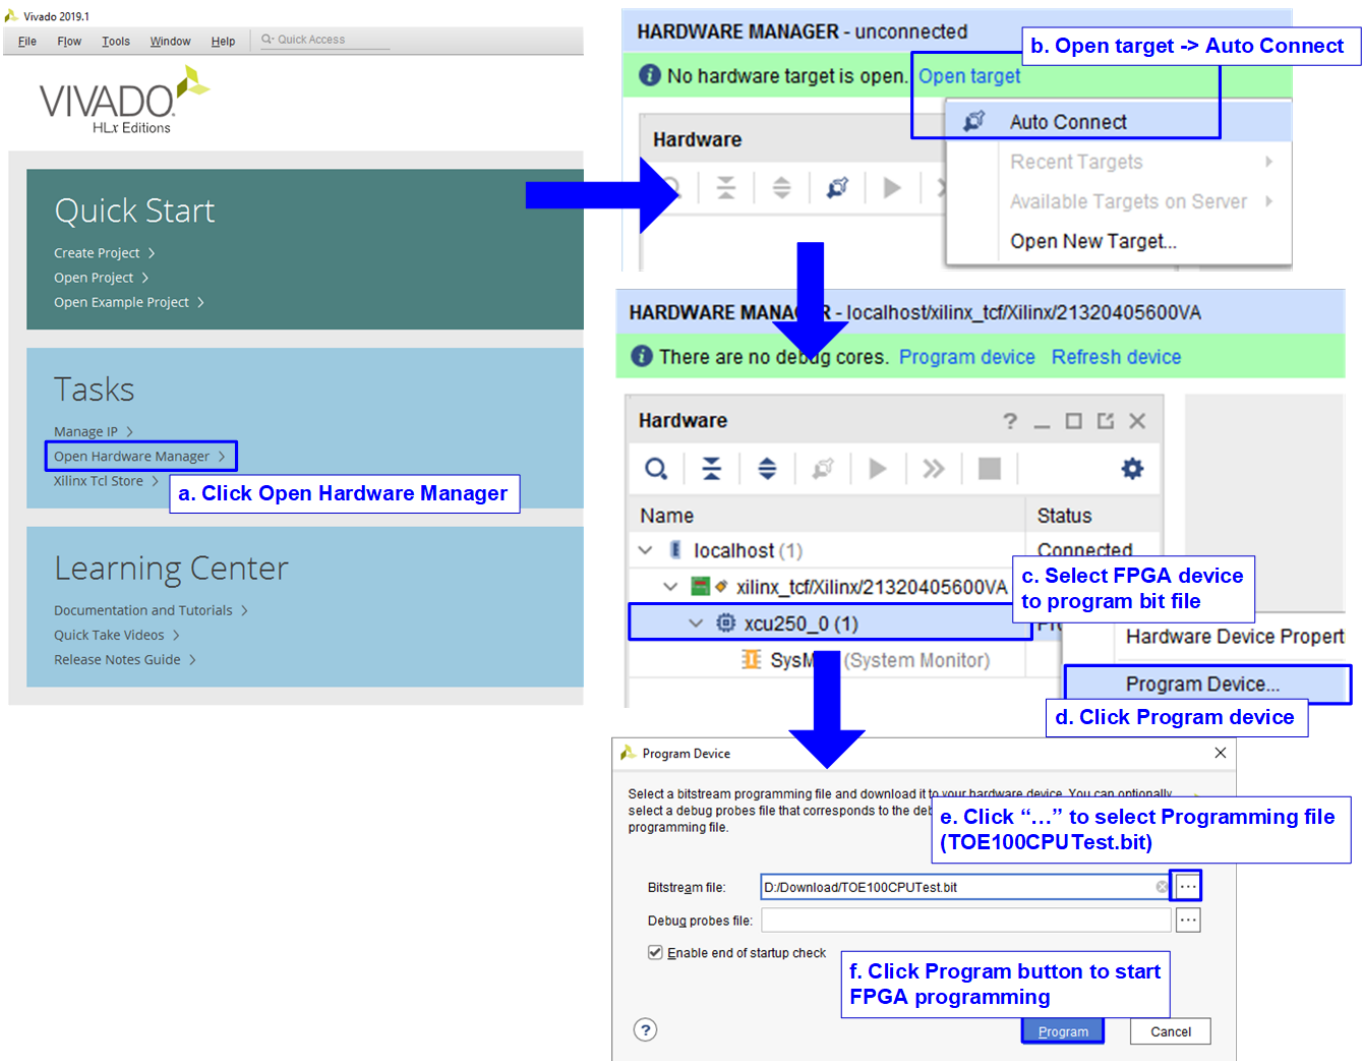 Vivado 2019.1
File Flow Tools Window Help Q- Quick Access
VIVADO.
HLx Editions
Quick Start
Create Project >
Open Project >
Open Example Project >
Tasks
Manage IP >
Open Hardware Manager >
Xilinx Tcl Store >
a. Click Open Hardware Manager
Learning Center
Documentation and Tutorials >
Quick Take Videos >
Release Notes Guide >
HARDWARE MANAGER - unconnected
b. Open target -> Auto Connect
No hardware target is open. Open target
Hardware
Auto Connect
Recent Targets
Available Targets on Server
Open New Target...
HARDWARE MANAGER - localhost/xilinx_tcf/Xilinx/21320405600VA
There are no debug cores. Program device Refresh device
Hardware
Name Status
localhost (1) Connected
xilinx_tcf/Xilinx/21320405600VA
c. Select FPGA device
to program bit file
xcu250_0 (1)
(System Monitor)
Hardware Device Propert
Program Device...
d. Click Program device
Program Device
Select a bitstream programming file and download it to your hardware device. You can optionally
select a debug probes file that corresponds to the
programming file.
e. Click “...” to select Programming file
(TOE100CPUTest.bit)
Bitstream file: D:/Download/TOE100CPUTest.bit ...
Debug probes file: ...
Enable end of startup check
f. Click Program button to start
FPGA programming
? Program Cancel